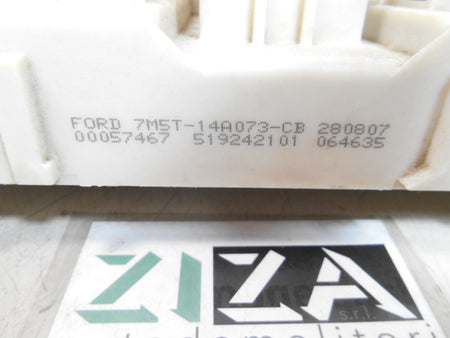 FORD 7M5T-14A073-CB 280807
00057467 519242101 064635
ZIZA
s.r.l.